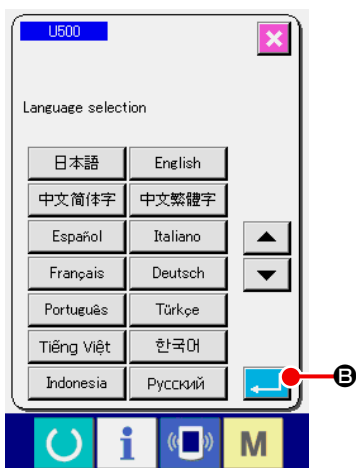 U500
Language selection
日本語 English
中文简体字 中文繁體字
Español Italiano
Français Deutsch
Português Türkçe
Tiếng Việt 한국어
Indonesia Русский
B
i M